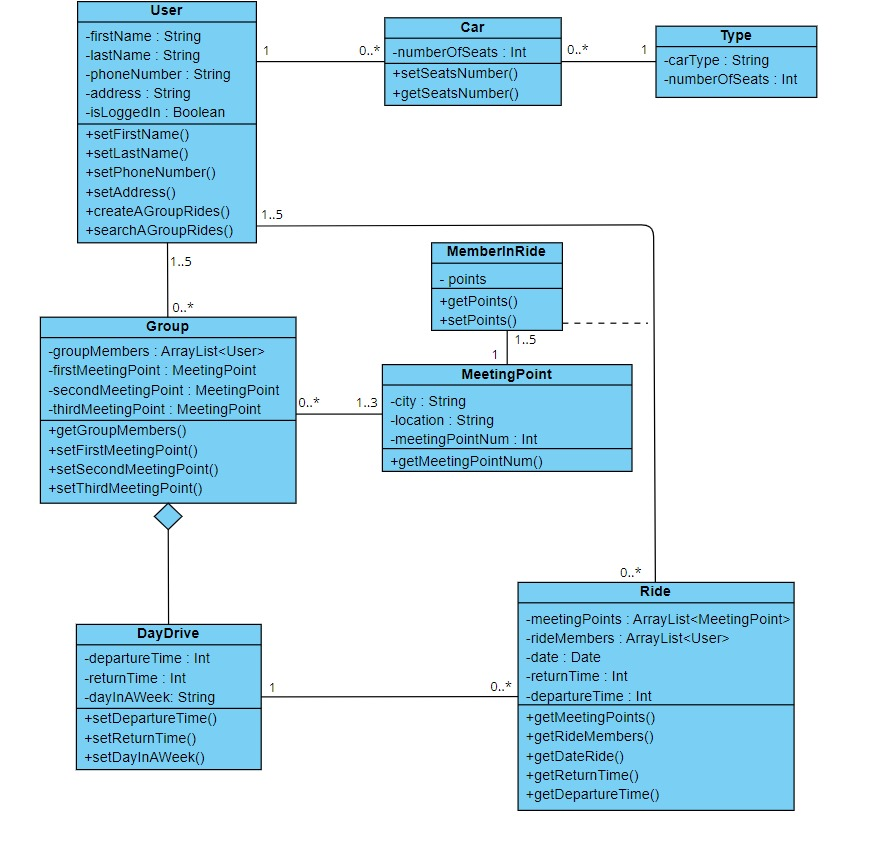 User
-firstName : String
-lastName : String
-phoneNumber : String
-address : String
-isLoggedIn : Boolean
+setFirstName()
+setLastName()
+setPhoneNumber()
+setAddress()
+createAGroupRides()
+searchAGroupRides()
1
0..*
Car
-numberOfSeats : Int
+setSeatsNumber()
+getSeatsNumber()
0..*
1
Type
-carType : String
-numberOfSeats : Int
1..5
1..5
0..*
MemberInRide
- points
+getPoints()
+setPoints()
1..5
1
Group
-groupMembers : ArrayList<User>
-firstMeetingPoint : MeetingPoint
-secondMeetingPoint : MeetingPoint
-thirdMeetingPoint : MeetingPoint
+getGroupMembers()
+setFirstMeetingPoint()
+setSecondMeetingPoint()
+setThirdMeetingPoint()
0..*
1..3
MeetingPoint
-city : String
-location : String
-meetingPointNum : Int
+getMeetingPointNum()
0..*
DayDrive
-departureTime : Int
-returnTime : Int
-dayInAWeek: String
+setDepartureTime()
+setReturnTime()
+setDayInAWeek()
1
0..*
Ride
-meetingPoints : ArrayList<MeetingPoint>
-rideMembers : ArrayList<User>
-date : Date
-returnTime : Int
-departureTime : Int
+getMeetingPoints()
+getRideMembers()
+getDateRide()
+getReturnTime()
+getDepartureTime()